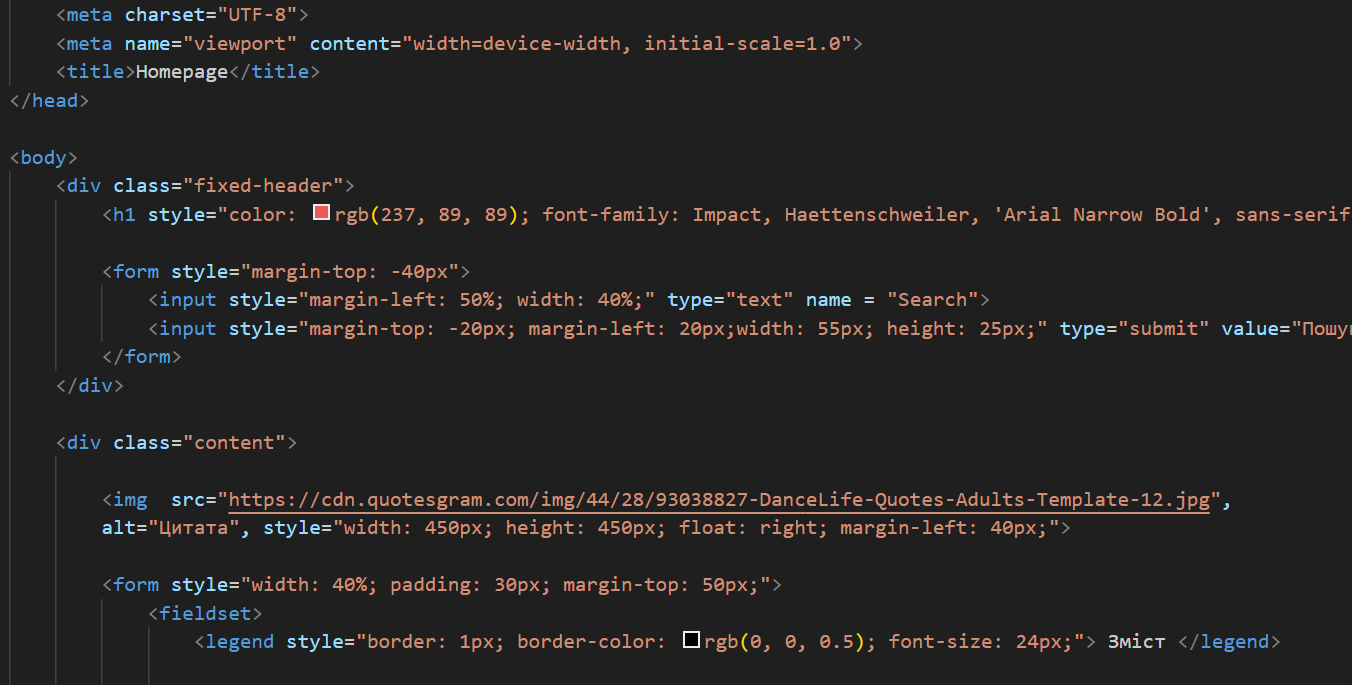 <meta charset="UTF-8">
<meta name="viewport" content="width=device-width, initial-scale=1.0">
<title>Homepage</title>
</head>
<body>
<div class="fixed-header">
<h1 style="color: rgb(237, 89, 89); font-family: Impact, Haettenschweiler, 'Arial Narrow Bold', sans-serif
<form style="margin-top: -40px">
<input style="margin-left: 50%; width: 40%;" type="text" name = "Search">
<input style="margin-top: -20px; margin-left: 20px;width: 55px; height: 25px;" type="submit" value="Пошу
</form>
</div>
<div class="content">
<img  src="https://cdn.quotesgram.com/img/44/28/93038827-DanceLife-Quotes-Adults-Template-12.jpg",
alt="Цитата", style="width: 450px; height: 450px; float: right; margin-left: 40px;">
<form style="width: 40%; padding: 30px; margin-top: 50px;">
<fieldset>
<legend style="border: 1px; border-color: rgb(0, 0, 0.5); font-size: 24px;"> Зміст </legend>